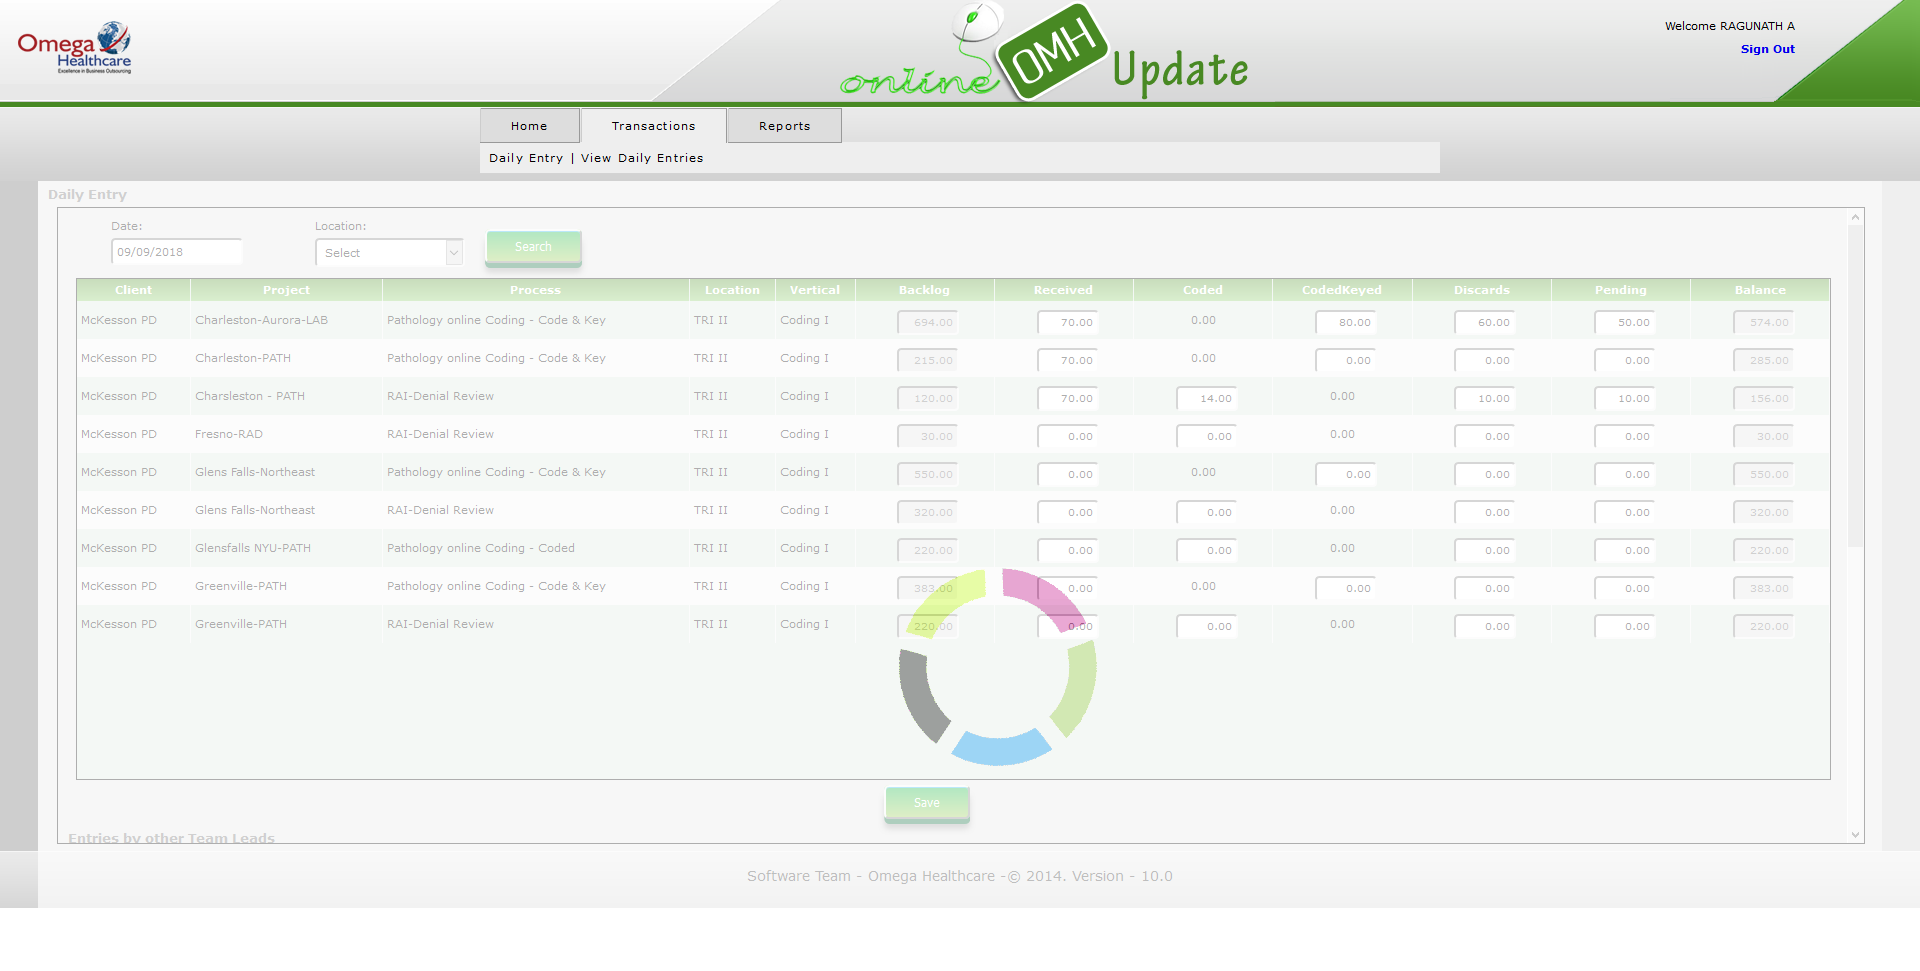 Omega
Healthcare
Excellence in Business Outsourcing
online OMH Update
Welcome RAGUNATH A
Sign Out
Home Transactions Reports
Daily Entry | View Daily Entries
Daily Entry
Date: Location:
09/09/2018 Select Search
Client Project Process Location Vertical Backlog Received Coded CodedKeyed Discards Pending Balance
McKesson PD Charleston-Aurora-LAB Pathology online Coding - Code & Key TRI II Coding I 694.00 70.00 0.00 80.00 60.00 50.00 574.00
McKesson PD Charleston-PATH Pathology online Coding - Code & Key TRI II Coding I 215.00 70.00 0.00 0.00 0.00 0.00 285.00
McKesson PD Charsleston - PATH RAI-Denial Review TRI II Coding I 120.00 70.00 14.00 0.00 10.00 10.00 156.00
McKesson PD Fresno-RAD RAI-Denial Review TRI II Coding I 30.00 0.00 0.00 0.00 0.00 0.00 30.00
McKesson PD Glens Falls-Northeast Pathology online Coding - Code & Key TRI II Coding I 550.00 0.00 0.00 0.00 0.00 0.00 550.00
McKesson PD Glens Falls-Northeast RAI-Denial Review TRI II Coding I 320.00 0.00 0.00 0.00 0.00 0.00 320.00
McKesson PD Glensfalls NYU-PATH Pathology online Coding - Coded TRI II Coding I 220.00 0.00 0.00 0.00 0.00 0.00 220.00
McKesson PD Greenville-PATH Pathology online Coding - Code & Key TRI II Coding I 383.00 0.00 0.00 0.00 0.00 0.00 383.00
McKesson PD Greenville-PATH RAI-Denial Review TRI II Coding I 220.00 0.00 0.00 0.00 0.00 0.00 220.00
Save
Entries by other Team Leads
Software Team - Omega Healthcare -© 2014. Version - 10.0